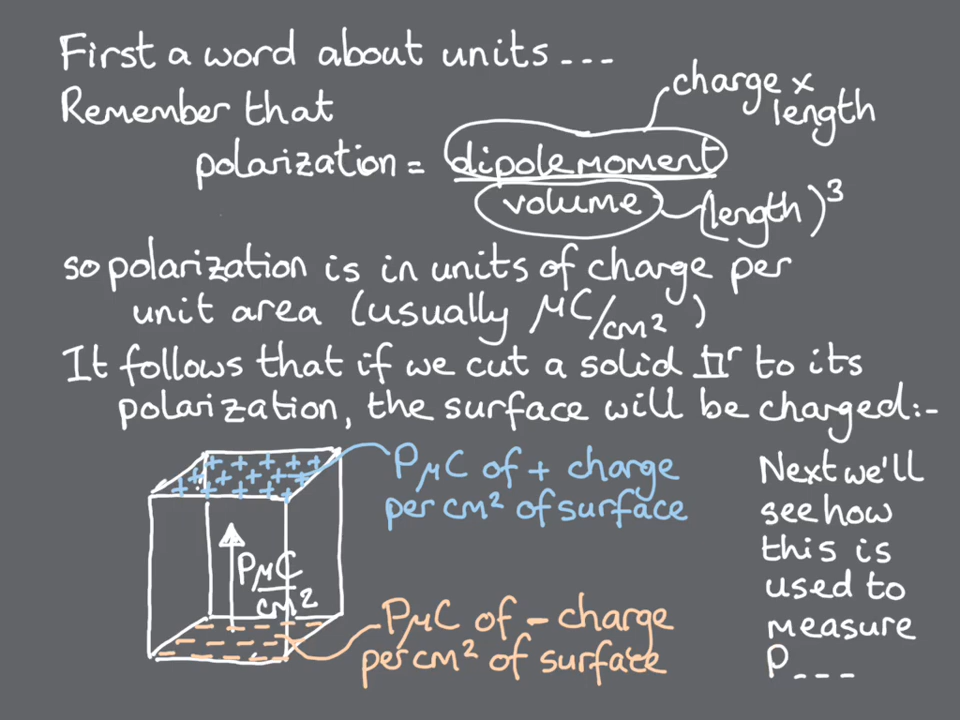 First a word about units ---
Remember that
charge ×
length
polarization = dipole moment
volume
(length)³
so polarization is in units of charge per
unit area (usually μC/cm²)
It follows that if we cut a solid ⊥ʳ to its
polarization, the surface will be charged:-
PμC of + charge
per cm² of surface
PμC
cm²
PμC of - charge
per cm² of surface
Next we'll
see how
this is
used to
measure
P ---